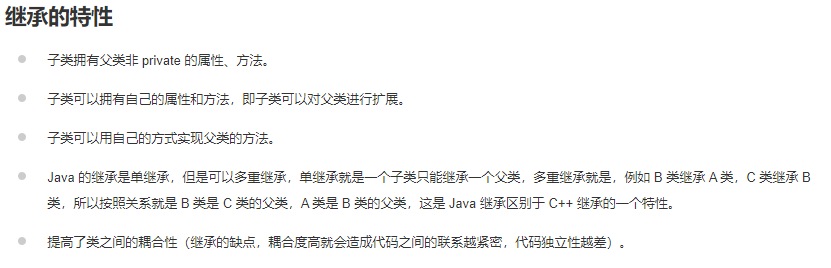 继承的特性
子类拥有父类非 private 的属性、方法。
子类可以拥有自己的属性和方法，即子类可以对父类进行扩展。
子类可以用自己的方式实现父类的方法。
Java 的继承是单继承，但是可以多重继承，单继承就是一个子类只能继承一个父类，多重继承就是，例如 B 类继承 A 类，C 类继承 B
类，所以按照关系就是 B 类是 C 类的父类，A 类是 B 类的父类，这是 Java 继承区别于 C++ 继承的一个特性。
提高了类之间的耦合性（继承的缺点，耦合度高就会造成代码之间的联系越紧密，代码独立性越差）。